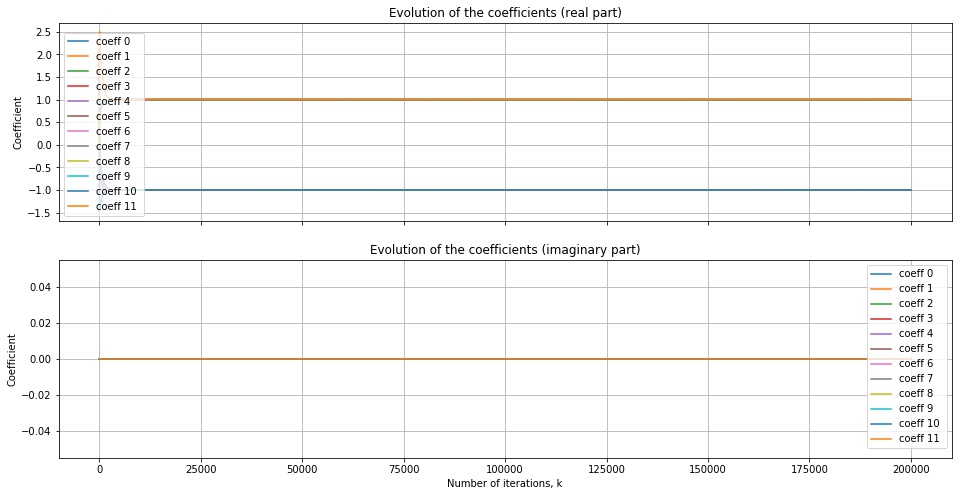 Evolution of the coefficients (real part)
2.5
2.0
1.5
1.0
0.5
0.0
−0.5
−1.0
−1.5
Coefficient
coeff 0
coeff 1
coeff 2
coeff 3
coeff 4
coeff 5
coeff 6
coeff 7
coeff 8
coeff 9
coeff 10
coeff 11
Evolution of the coefficients (imaginary part)
0.04
0.02
0.00
−0.02
−0.04
Coefficient
coeff 0
coeff 1
coeff 2
coeff 3
coeff 4
coeff 5
coeff 6
coeff 7
coeff 8
coeff 9
coeff 10
coeff 11
0 25000 50000 75000 100000 125000 150000 175000 200000
Number of iterations, k